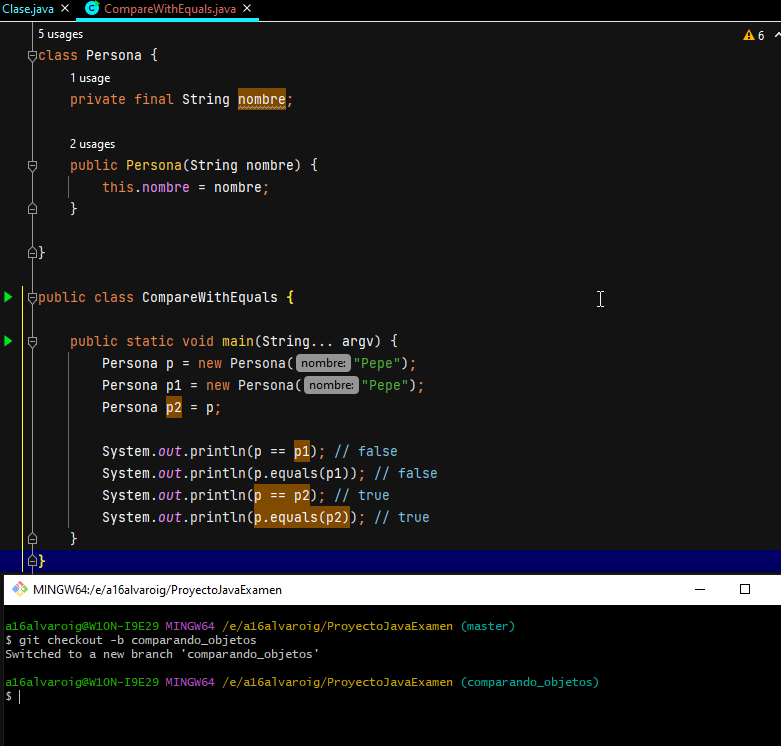 Clase.java × C CompareWithEquals.java ×
5 usages
6
class Persona {
1 usage
private final String nombre;
2 usages
public Persona(String nombre) {
this.nombre = nombre;
}
}
public class CompareWithEquals {
public static void main(String... argv) {
Persona p = new Persona( nombre: "Pepe");
Persona p1 = new Persona( nombre: "Pepe");
Persona p2 = p;
System.out.println(p == p1); // false
System.out.println(p.equals(p1)); // false
System.out.println(p == p2); // true
System.out.println(p.equals(p2)); // true
}
}
MINGW64:/e/a16alvaroig/ProyectoJavaExamen
a16alvaroig@W10N-I9E29 MINGW64 /e/a16alvaroig/ProyectoJavaExamen (master)
$ git checkout -b comparando_objetos
Switched to a new branch 'comparando_objetos'
a16alvaroig@W10N-I9E29 MINGW64 /e/a16alvaroig/ProyectoJavaExamen (comparando_objetos)
$